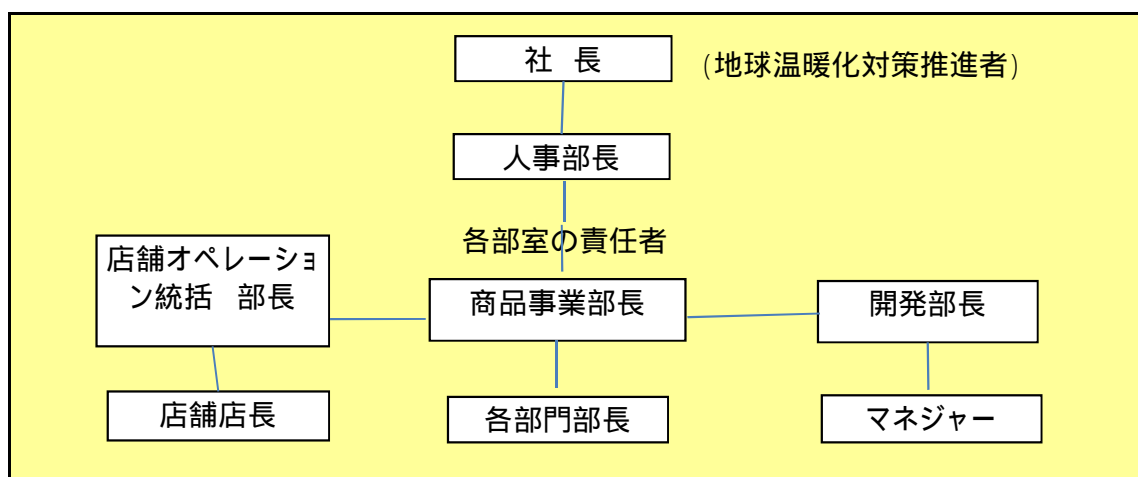 社 長
(地球温暖化対策推進者)
人事部長
各部室の責任者
店舗オペレーショ
ン統括 部長
商品事業部長
開発部長
店舗店長
各部門部長
マネジャー